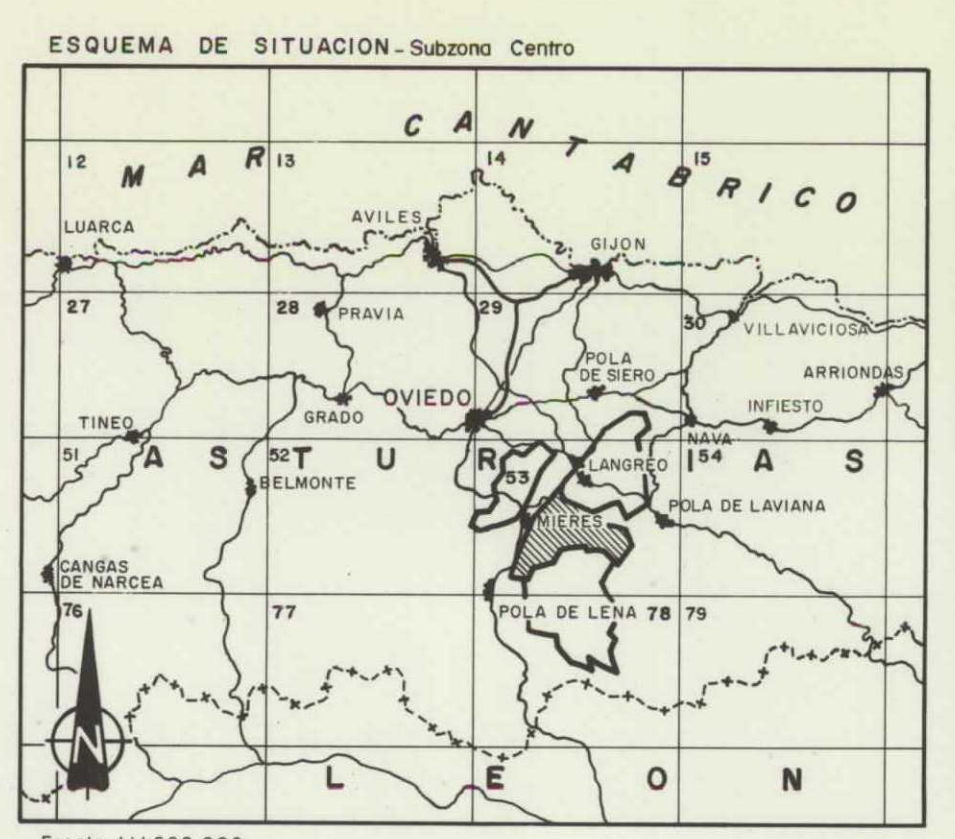 ESQUEMA DE SITUACION - Subzona Centro
MAR CANTABRICO
12
13
14
15
LUARCA
AVILES
GIJON
27
28
29
30
PRAVIA
VILLAVICIOSA
POLA
DE SIERO
ARRIONDAS
OVIEDO
GRADO
INFIESTO
TINEO
NAVA
51
52
53
54
ASTURIAS
LANGREO
BELMONTE
MIERES
POLA DE LAVIANA
CANGAS
DE NARCEA
76
77
POLA DE LENA
78
79
N
LEON